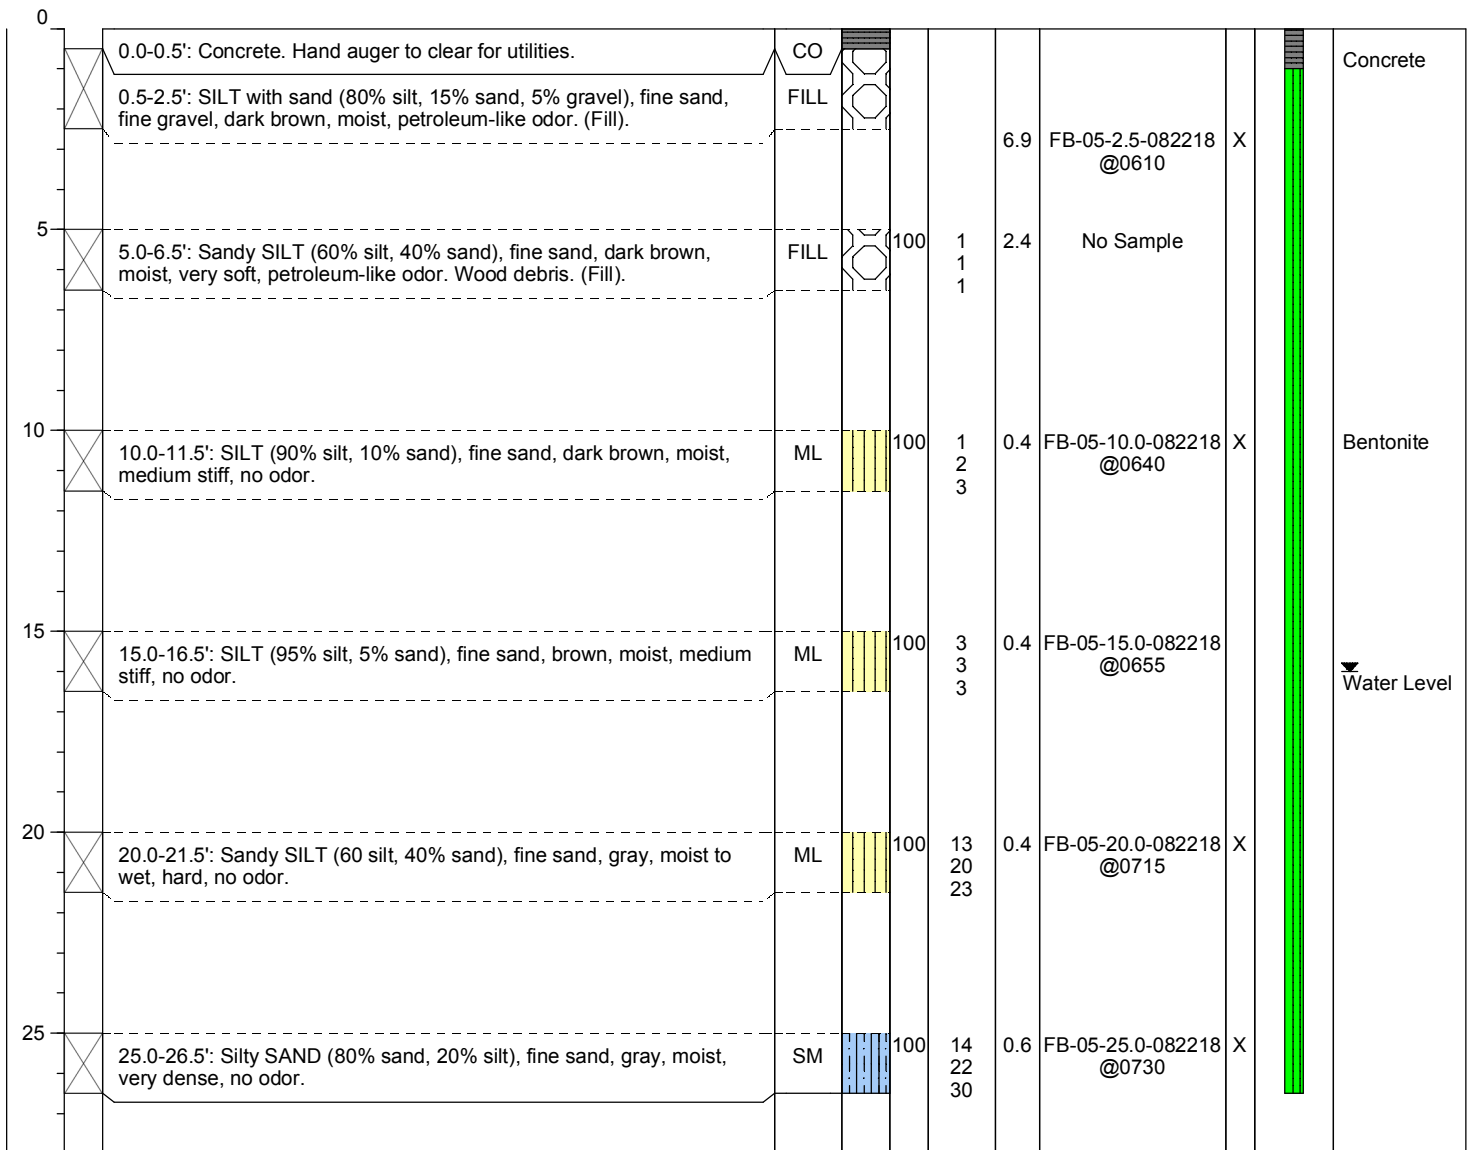 0
0.0-0.5': Concrete. Hand auger to clear for utilities.
CO
Concrete
0.5-2.5': SILT with sand (80% silt, 15% sand, 5% gravel), fine sand,
fine gravel, dark brown, moist, petroleum-like odor. (Fill).
FILL
6.9
FB-05-2.5-082218
@0610
X
5
5.0-6.5': Sandy SILT (60% silt, 40% sand), fine sand, dark brown,
moist, very soft, petroleum-like odor. Wood debris. (Fill).
FILL
100
1
1
1
2.4
No Sample
10
10.0-11.5': SILT (90% silt, 10% sand), fine sand, dark brown, moist,
medium stiff, no odor.
ML
100
1
2
3
0.4
FB-05-10.0-082218
@0640
X
Bentonite
15
15.0-16.5': SILT (95% silt, 5% sand), fine sand, brown, moist, medium
stiff, no odor.
ML
100
3
3
3
0.4
FB-05-15.0-082218
@0655
Water Level
20
20.0-21.5': Sandy SILT (60 silt, 40% sand), fine sand, gray, moist to
wet, hard, no odor.
ML
100
13
20
23
0.4
FB-05-20.0-082218
@0715
X
25
25.0-26.5': Silty SAND (80% sand, 20% silt), fine sand, gray, moist,
very dense, no odor.
SM
100
14
22
30
0.6
FB-05-25.0-082218
@0730
X